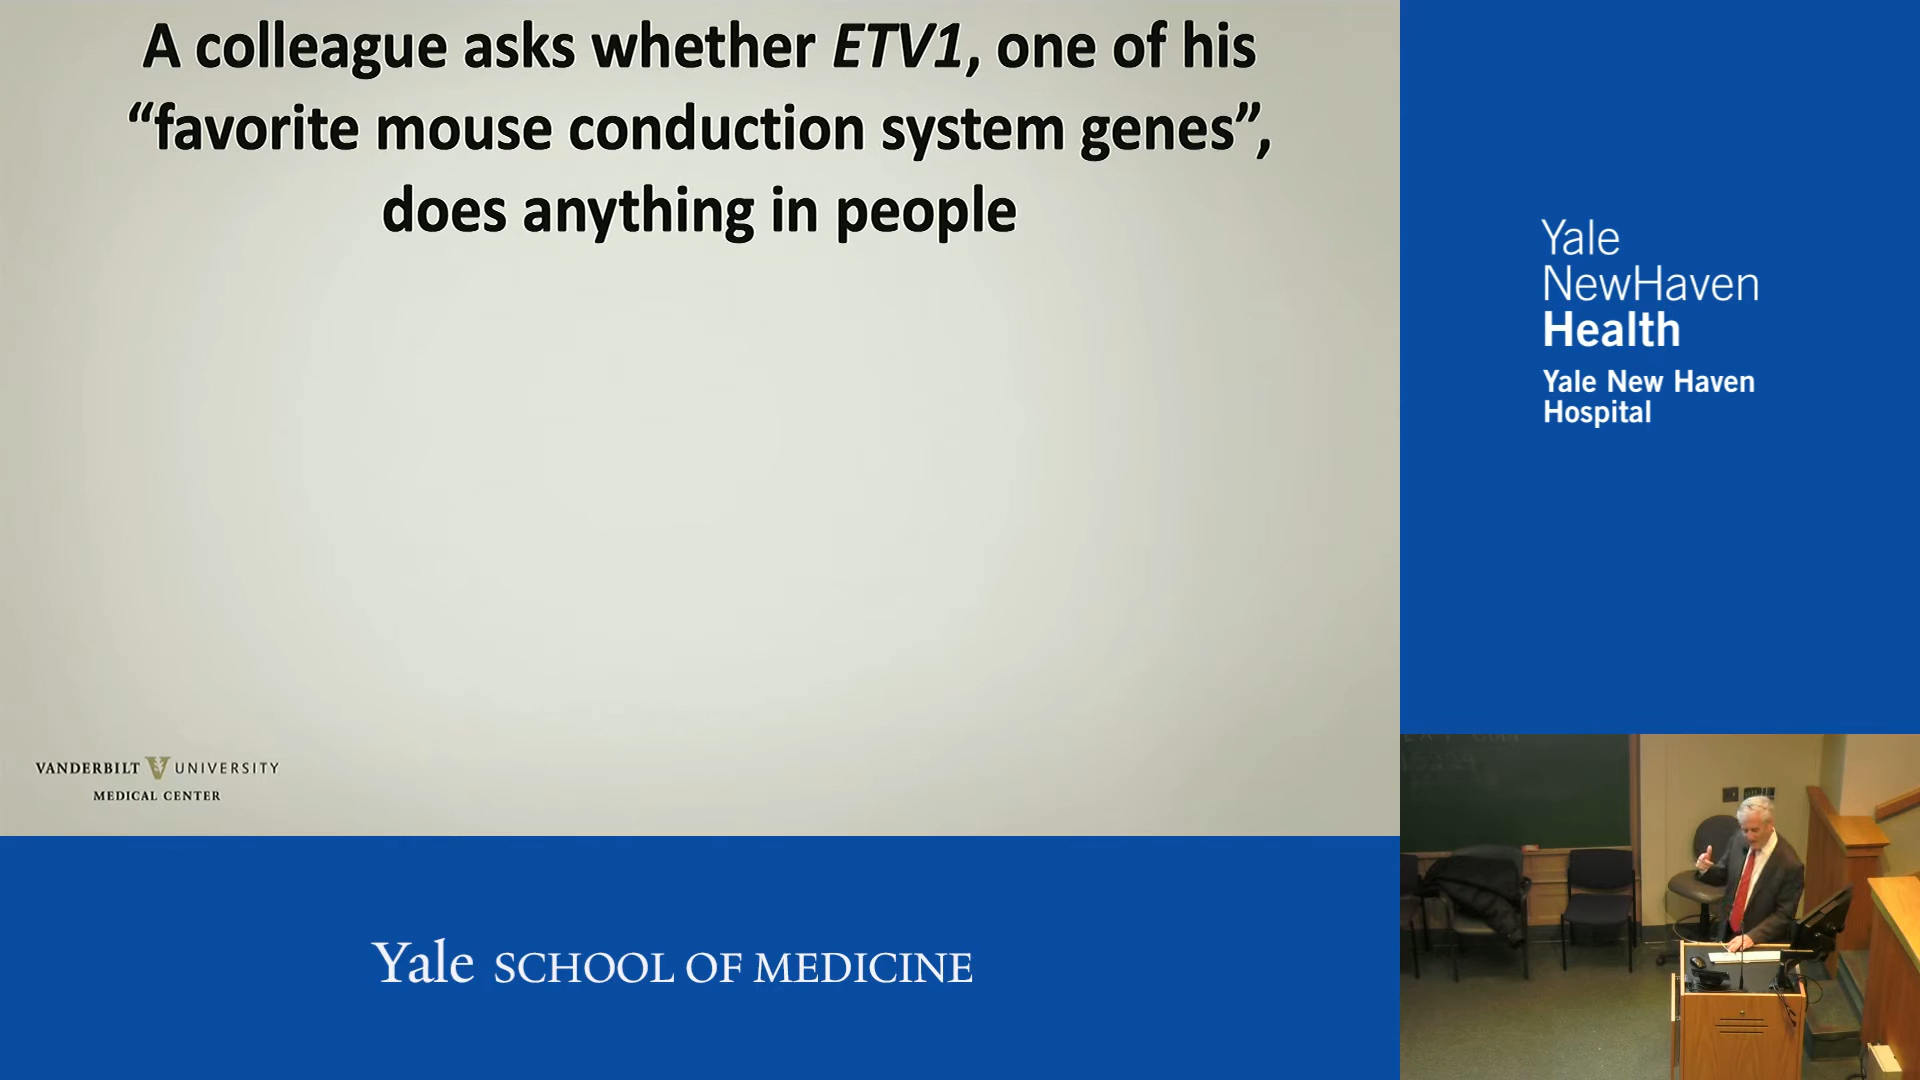 A colleague asks whether ETV1, one of his
“favorite mouse conduction system genes”,
does anything in people
VANDERBILT V UNIVERSITY
MEDICAL CENTER
Yale
NewHaven
Health
Yale New Haven
Hospital
Yale SCHOOL OF MEDICINE